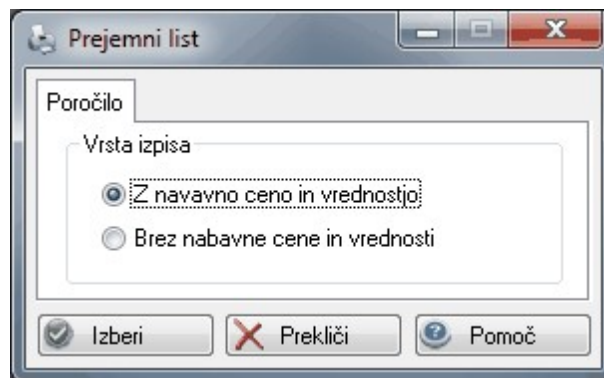 Prejemni list
Poročilo
Vrsta izpisa
Z navavno ceno in vrednostjo
Brez nabavne cene in vrednosti
Izberi Prekliči Pomoč